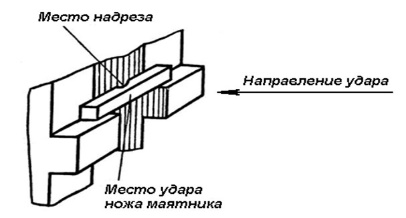 Место надреза
Направление удара
Место удара
ножа маятника